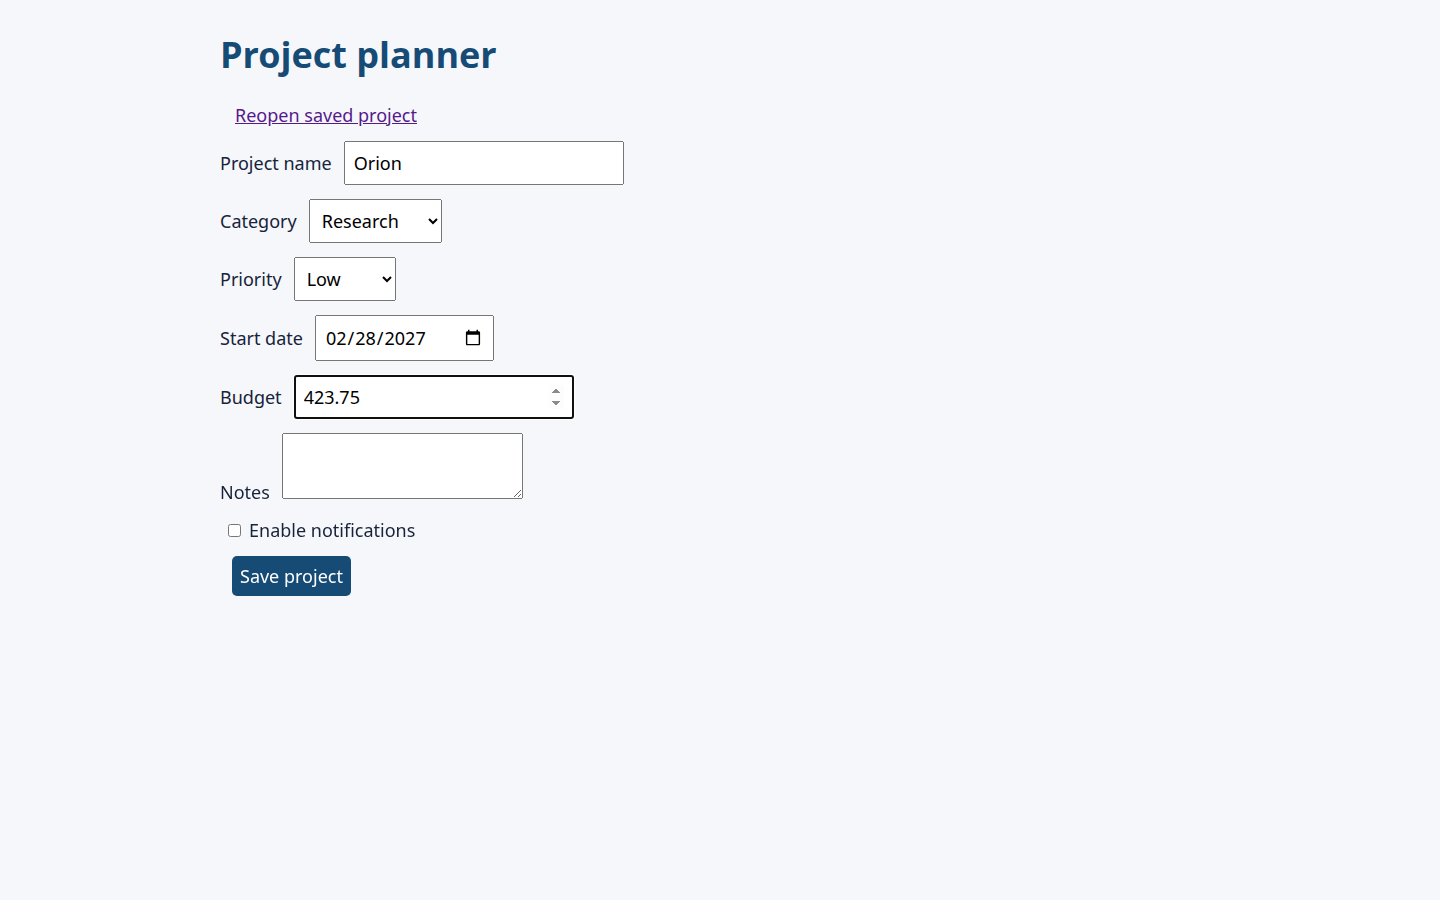 Project planner
Reopen saved project
Project name Orion
Category Research
Priority Low
Start date 02/28/2027
Budget 423.75
Notes
Enable notifications
Save project